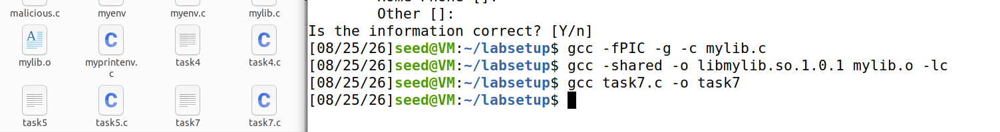 malicious.c myenv myenv.c mylib.c
mylib.o myprintenv. task4 task4.c
c
task5 task5.c task7 task7.c
Other []:
Is the information correct? [Y/n]
[08/25/26]seed@VM:~/labsetup$ gcc -fPIC -g -c mylib.c
[08/25/26]seed@VM:~/labsetup$ gcc -shared -o libmylib.so.1.0.1 mylib.o -lc
[08/25/26]seed@VM:~/labsetup$ gcc task7.c -o task7
[08/25/26]seed@VM:~/labsetup$